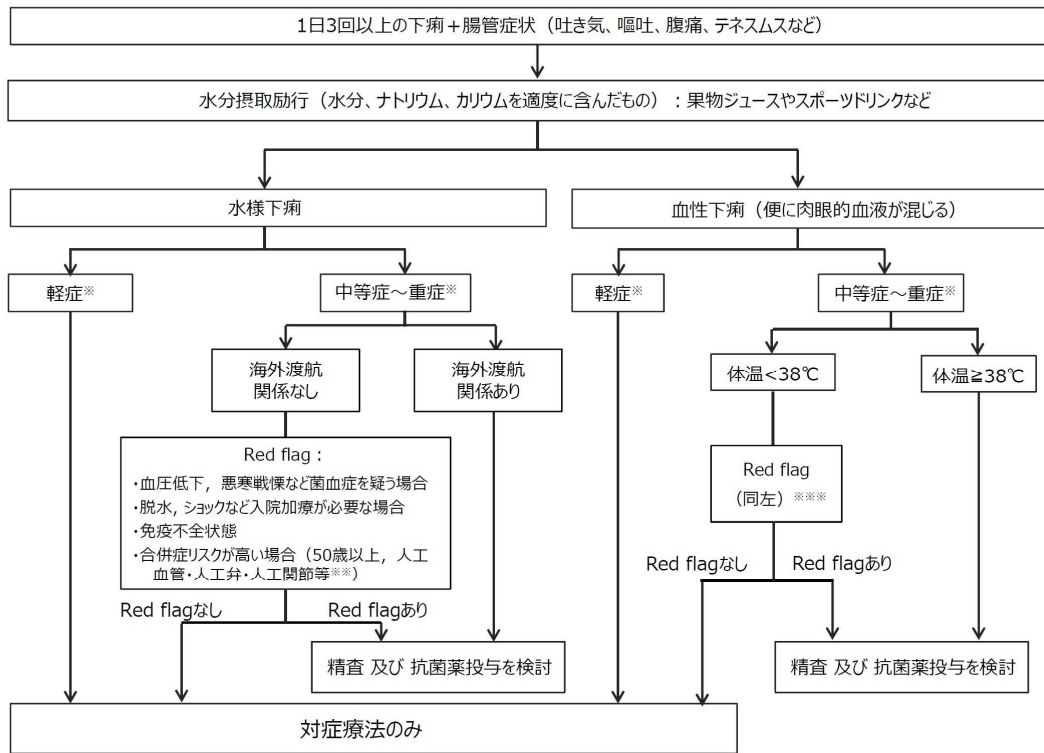 1日3回以上の下痢＋腸管症状（吐き気、嘔吐、腹痛、テネスムスなど）
水分摂取励行（水分、ナトリウム、カリウムを適度に含んだもの）：果物ジュースやスポーツドリンクなど
水様下痢
血性下痢（便に肉眼的血液が混じる）
軽症※
中等症～重症※
軽症※
中等症～重症※
海外渡航
関係なし
海外渡航
関係あり
体温<38℃
体温≧38℃
Red flag：
・血圧低下，悪寒戦慄など菌血症を疑う場合
・脱水，ショックなど入院加療が必要な場合
・免疫不全状態
・合併症リスクが高い場合（50歳以上，人工
血管・人工弁・人工関節等※※）
Red flag
（同左）※※※
Red flagなし
Red flagあり
Red flagなし
Red flagあり
精査 及び 抗菌薬投与を検討
精査 及び 抗菌薬投与を検討
対症療法のみ